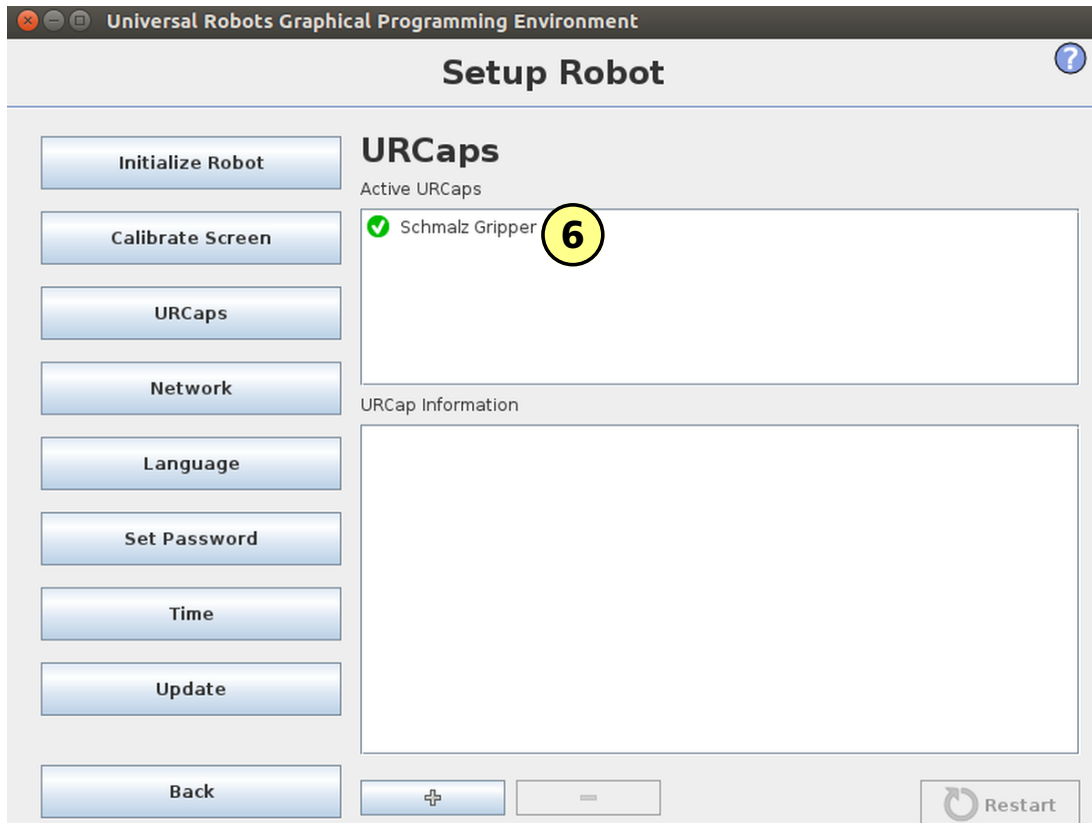 Universal Robots Graphical Programming Environment
Setup Robot
?
Initialize Robot
Calibrate Screen
URCaps
Network
Language
Set Password
Time
Update
Back
URCaps
Active URCaps
Schmalz Gripper
6
URCap Information
Restart